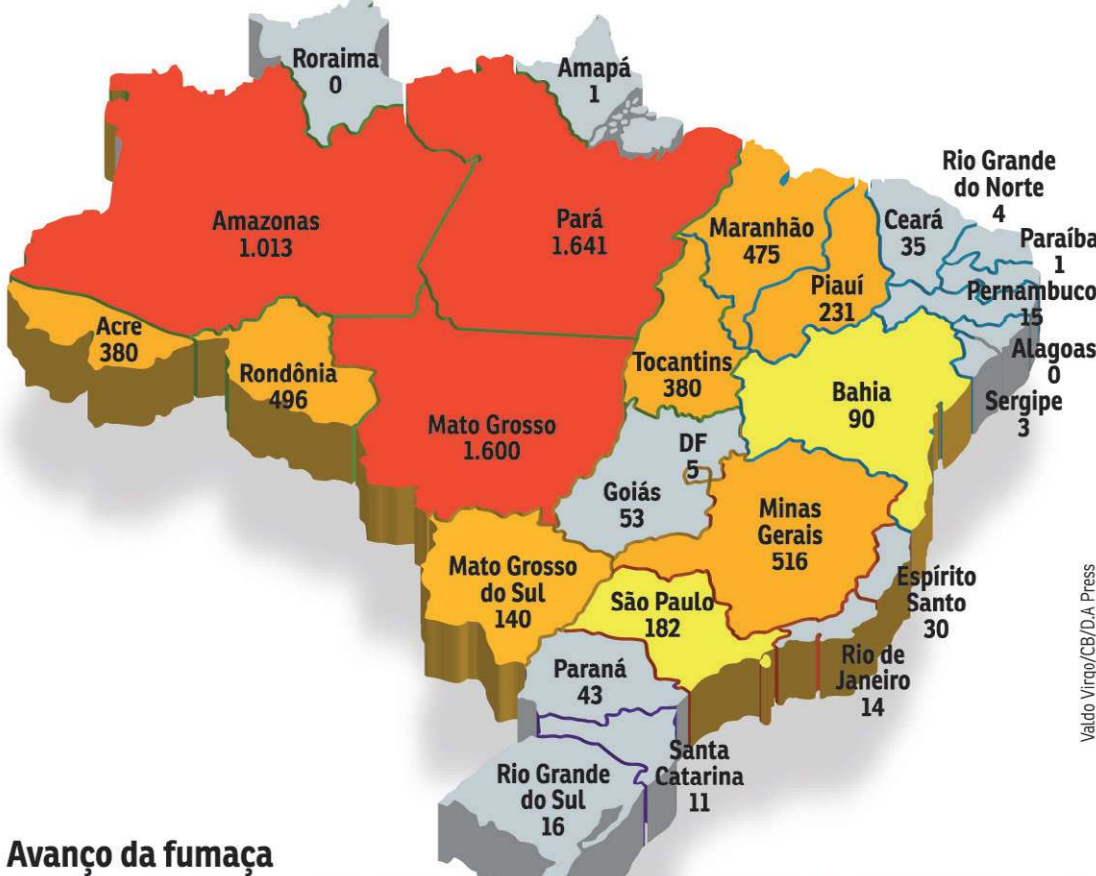 Roraima
0
Amapá
1
Rio Grande
do Norte
4
Amazonas
1.013
Pará
1.641
Maranhão
475
Ceará
35
Paraíba
1
Piauí
231
Pernambuco
15
Acre
380
Rondônia
496
Tocantins
380
Alagoas
0
Bahia
90
Sergipe
3
Mato Grosso
1.600
DF
5
Goiás
53
Minas
Gerais
516
Mato Grosso
do Sul
140
São Paulo
182
Espírito
Santo
30
Rio de
Janeiro
14
Paraná
43
Santa
Catarina
11
Rio Grande
do Sul
16
Valdo Virgo/CB/D.A Press
Avanço da fumaça